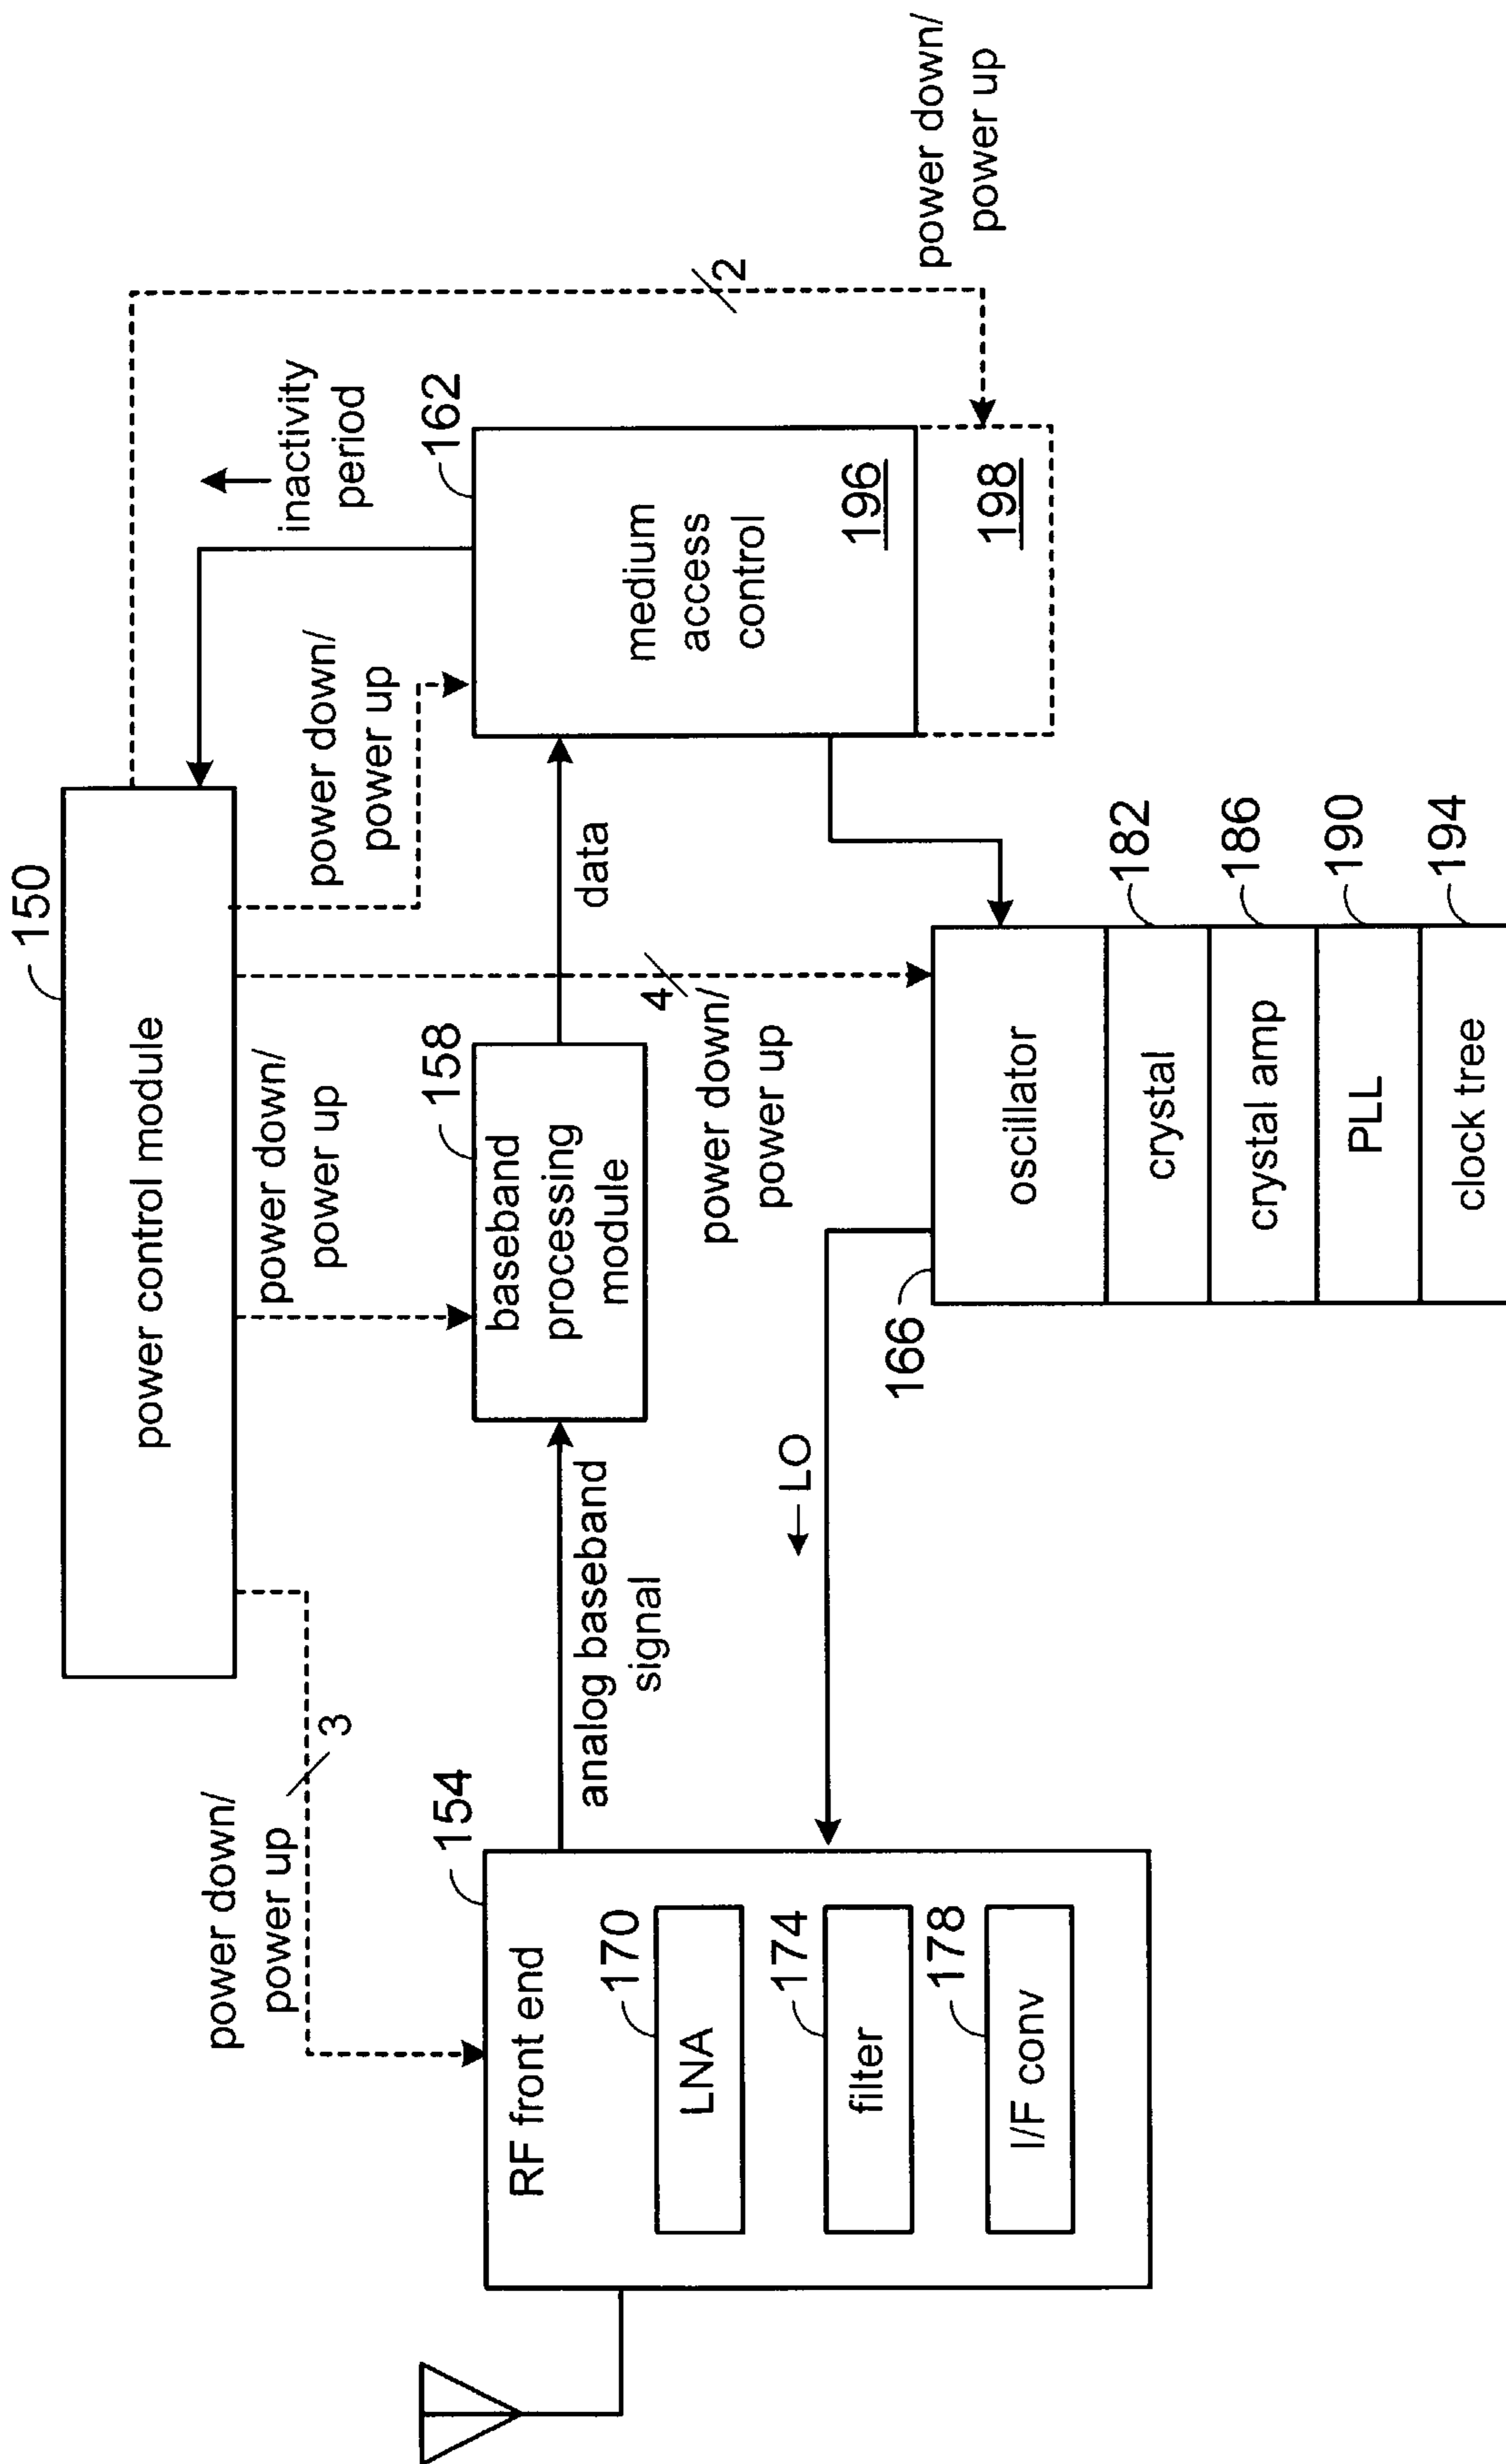 150
power control module
power down/
power up
3
power down/
power up
power down/
power up
inactivity
period
2
power down/
power up
154
RF front end
170
LNA
174
filter
178
I/F conv
analog baseband
signal
158
baseband
processing
module
data
4
power down/
power up
162
medium
access
control
196
198
LO
166
oscillator
crystal
182
crystal amp
186
PLL
190
clock tree
194